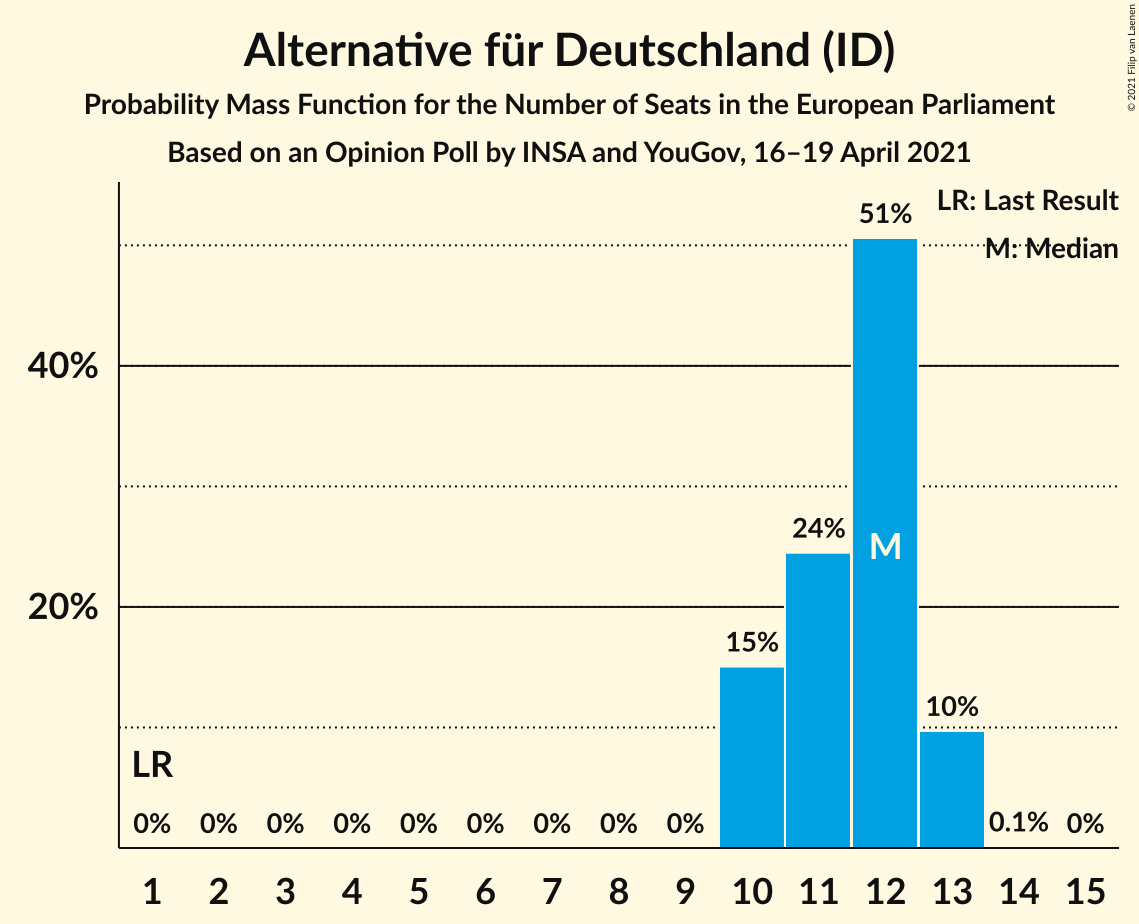 Alternative für Deutschland (ID)
Probability Mass Function for the Number of Seats in the European Parliament
Based on an Opinion Poll by INSA and YouGov, 16–19 April 2021
© 2021 Filip van Laenen
LR: Last Result
M: Median
51%
40%
24%
M
20%
15%
10%
LR
0% 0% 0% 0% 0% 0% 0% 0% 0% 0.1% 0%
1 2 3 4 5 6 7 8 9 10 11 12 13 14 15